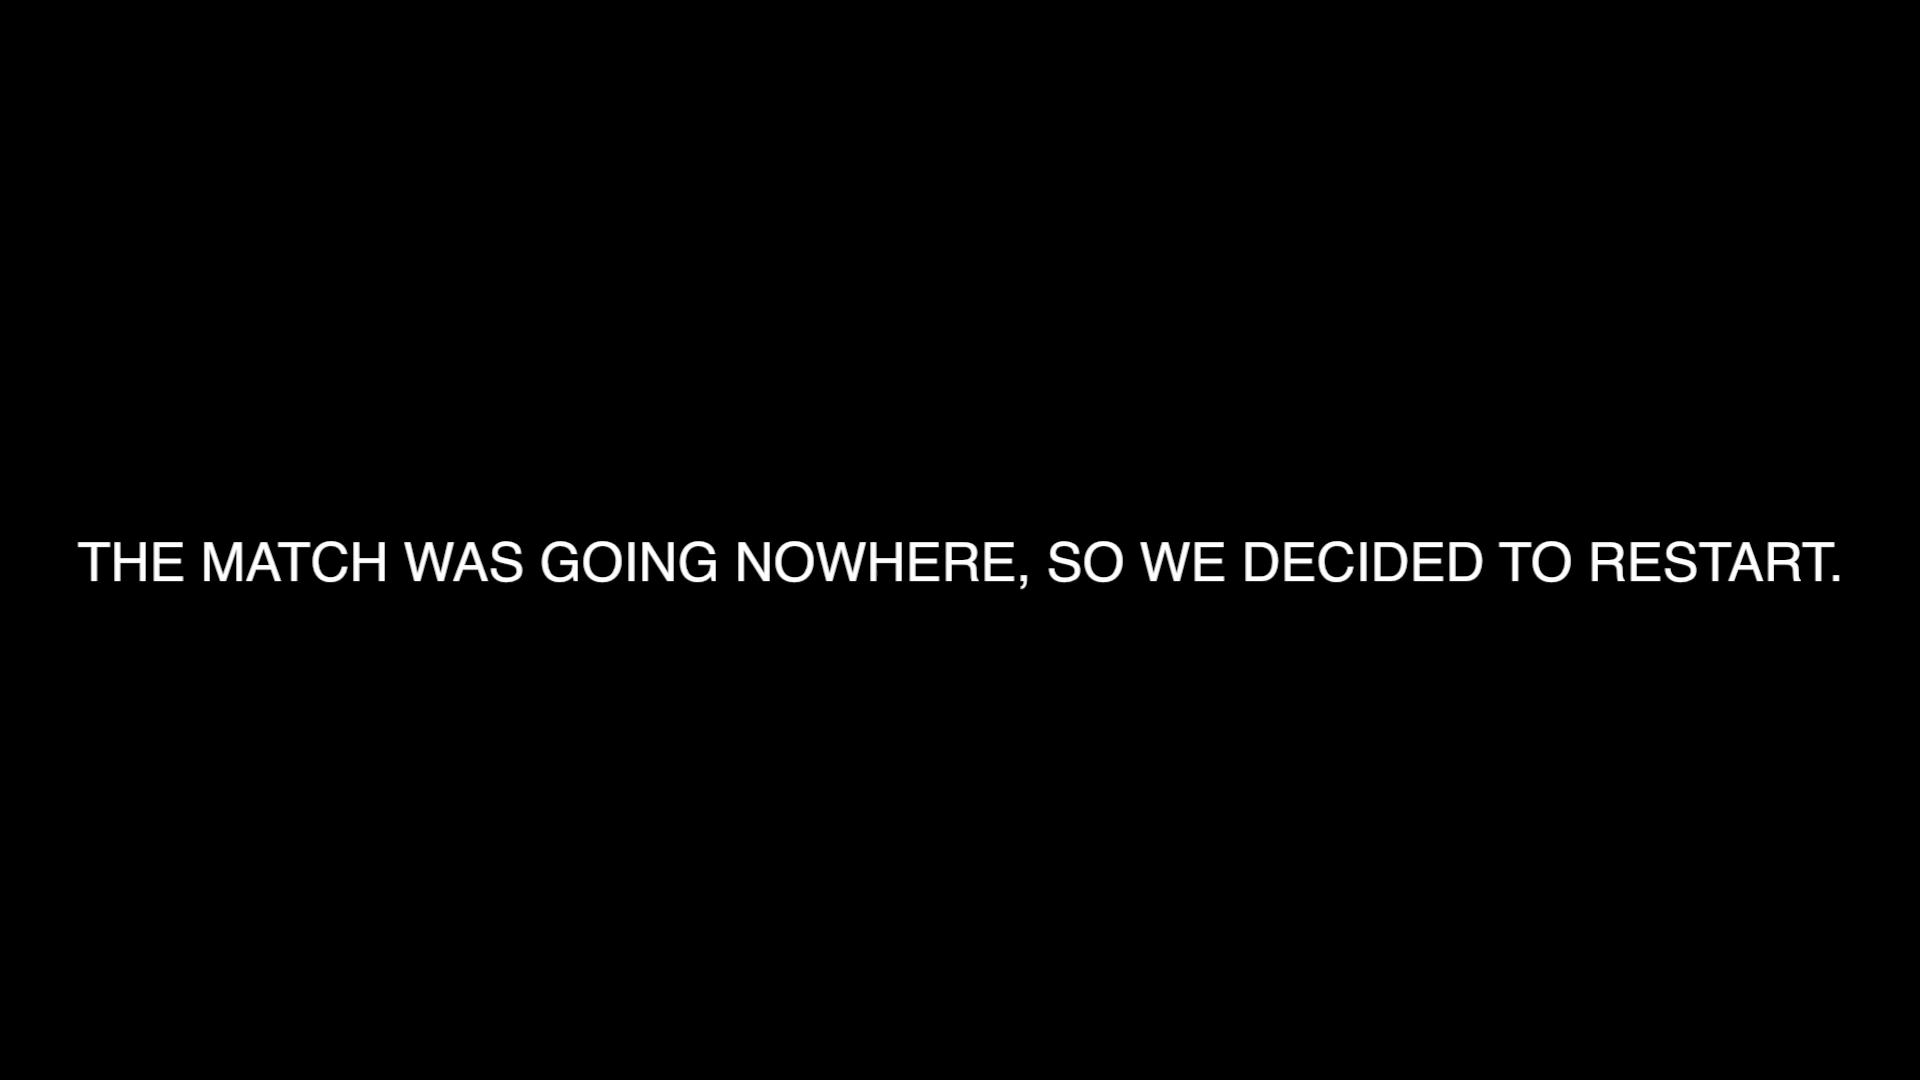 THE MATCH WAS GOING NOWHERE, SO WE DECIDED TO RESTART.